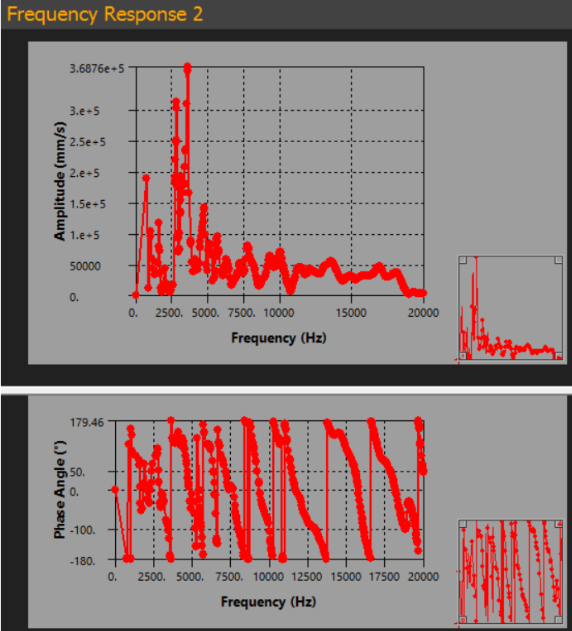 Frequency Response 2
3.6876e+5
3.e+5
2.5e+5
2.e+5
1.5e+5
1.e+5
50000
0.
Amplitude (mm/s)
0. 2500. 5000 7500. 10000 15000 20000
Frequency (Hz)
179.46
50.
0.
-100.
-180.
Phase Angle (°)
0. 2500 5000 7500. 10000 12500 15000 17500 20000
Frequency (Hz)